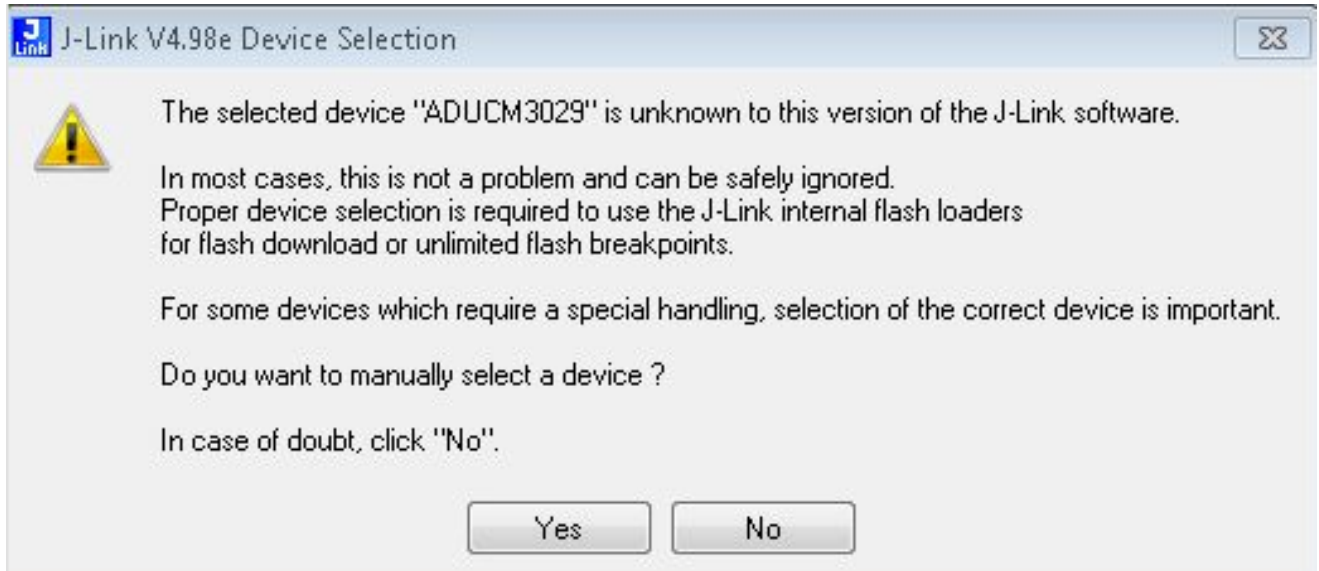 J Link
J-Link V4.98e Device Selection
The selected device "ADUCM3029" is unknown to this version of the J-Link software.
In most cases, this is not a problem and can be safely ignored.
Proper device selection is required to use the J-Link internal flash loaders
for flash download or unlimited flash breakpoints.
For some devices which require a special handling, selection of the correct device is important.
Do you want to manually select a device ?
In case of doubt, click "No".
Yes
No